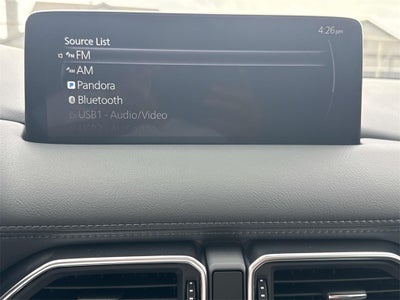 Source List
4:26 pm
FM
AM
Pandora
Bluetooth
USB1 - Audio/Video